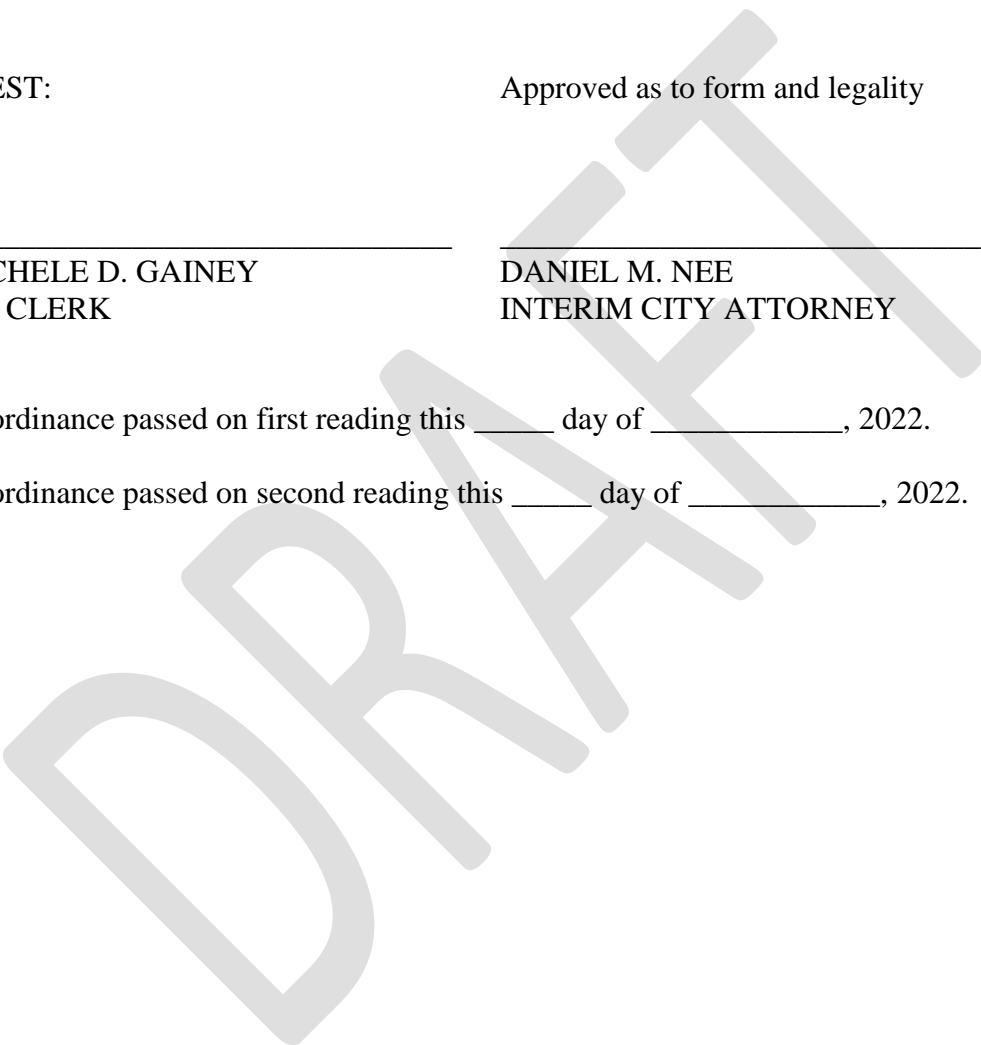 EST: Approved as to form and legality
_____________________________ ______________________________
CHELE D. GAINEY DANIEL M. NEE
CLERK INTERIM CITY ATTORNEY
ordinance passed on first reading this _____ day of ____________, 2022.
ordinance passed on second reading this _____ day of ____________, 2022.
DRAFT